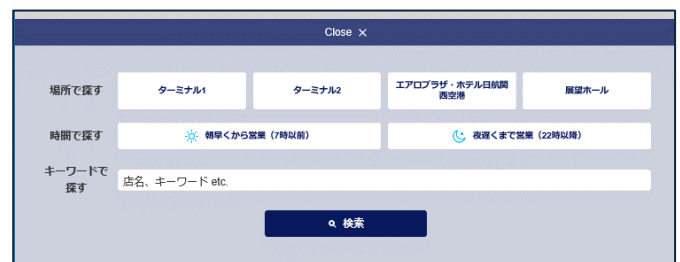 Close ×
場所で探す
ターミナル1
ターミナル2
エアロプラザ・ホテル日航関
西空港
展望ホール
時間で探す
朝早くから営業（7時以前）
夜遅くまで営業（22時以降）
キーワードで
探す
店名、キーワード etc.
検索